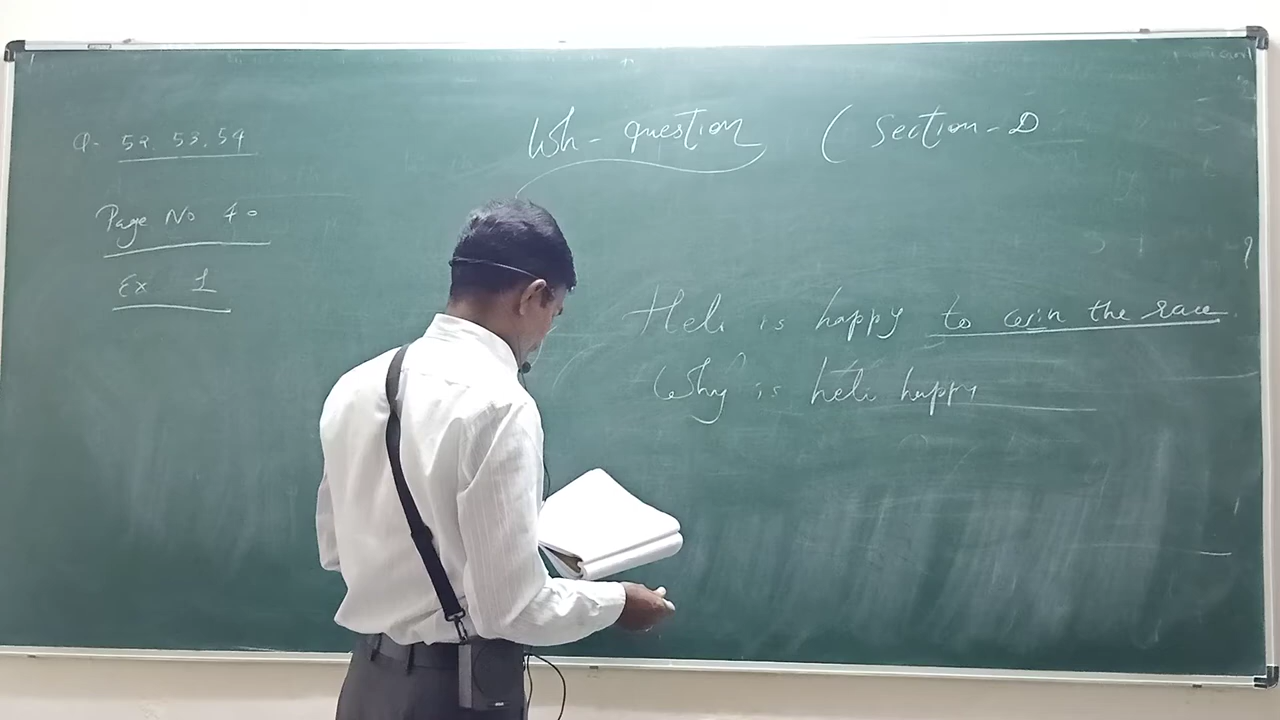 Wh-question (Section-D
Q- 52, 53, 54
Page No 40
Ex 1
Heli is happy to win the race.
Why is heli happy
?